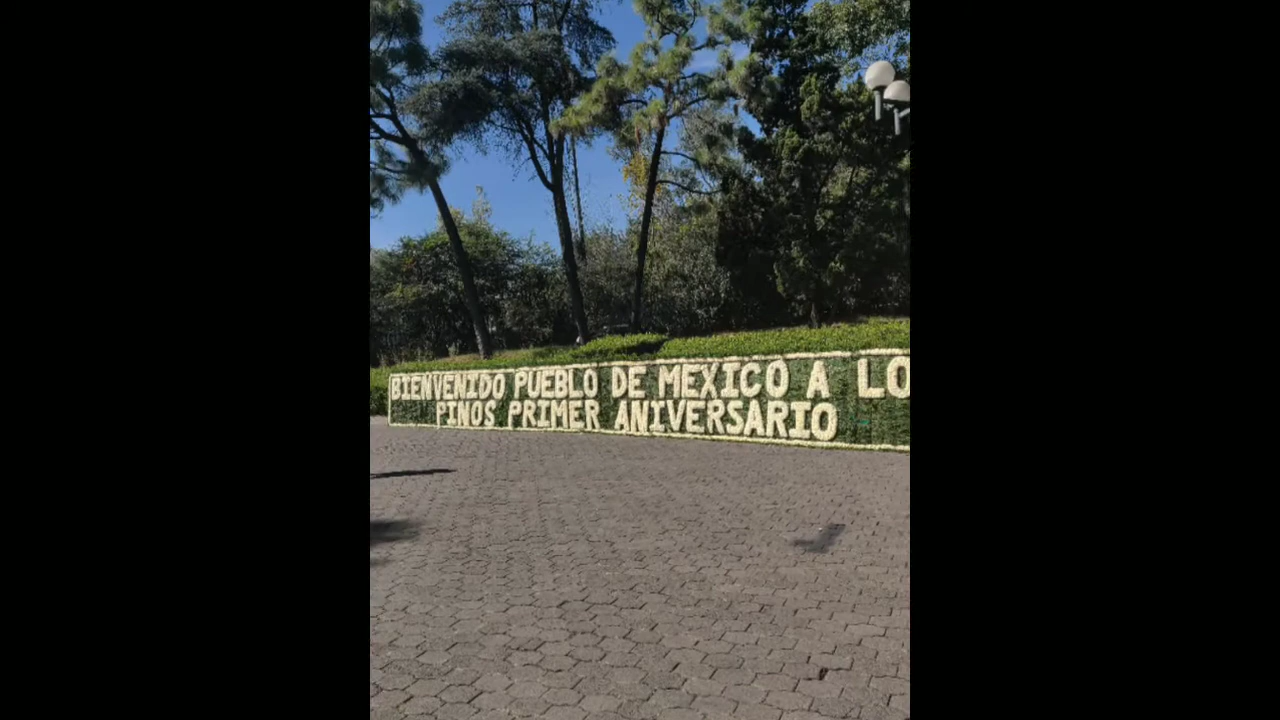 BIENVENIDO PUEBLO DE MEXICO A LO
PINOS PRIMER ANIVERSARIO